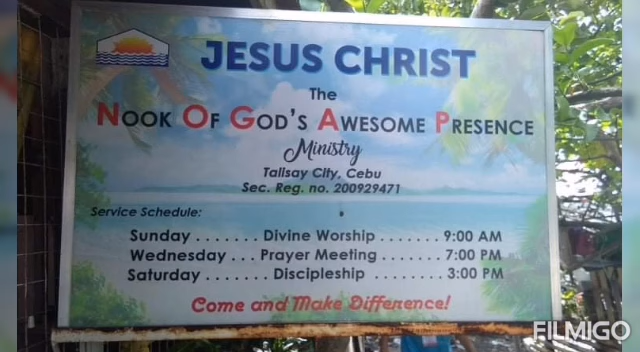 JESUS CHRIST
The
NOOK OF GOD'S AWESOME PRESENCE
Ministry
Talisay City, Cebu
Sec. Reg. no. 200929471
Service Schedule:
Sunday . . . . . . . Divine Worship . . . . . . . 9:00 AM
Wednesday . . . Prayer Meeting . . . . . . . 7:00 PM
Saturday . . . . . . Discipleship . . . . . . . . 3:00 PM
Come and Make Difference!
FILMIGO